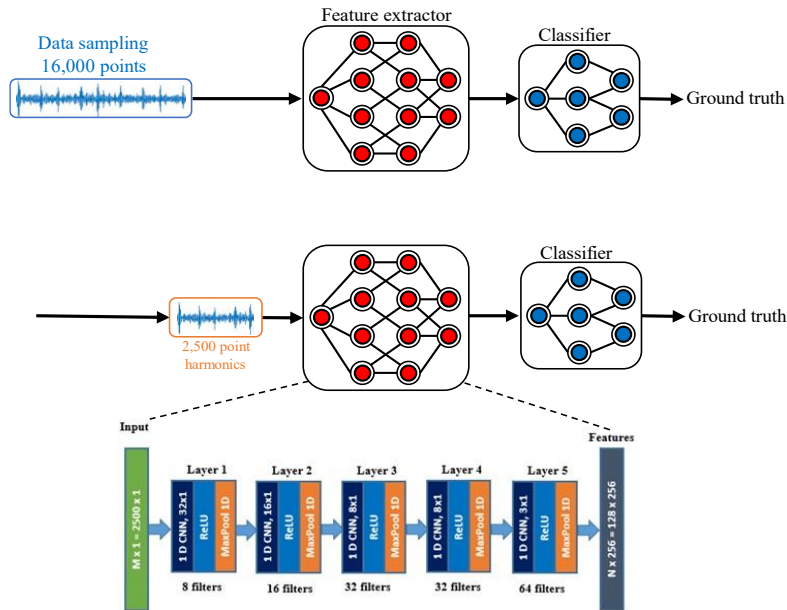 Feature extractor
Data sampling
16,000 points
Classifier
Ground truth
Classifier
Ground truth
2,500 point
harmonics
Input
Features
Layer 1
Layer 2
Layer 3
Layer 4
Layer 5
M x 1 = 2500 x 1
1 D CNN, 32x1
ReLU
MaxPool 1D
1 D CNN, 16x1
ReLU
MaxPool 1D
1 D CNN, 8x1
ReLU
MaxPool 1D
1 D CNN, 8x1
ReLU
MaxPool 1D
1 D CNN, 3x1
ReLU
MaxPool 1D
N x 256 = 128 x 256
8 filters
16 filters
32 filters
32 filters
64 filters